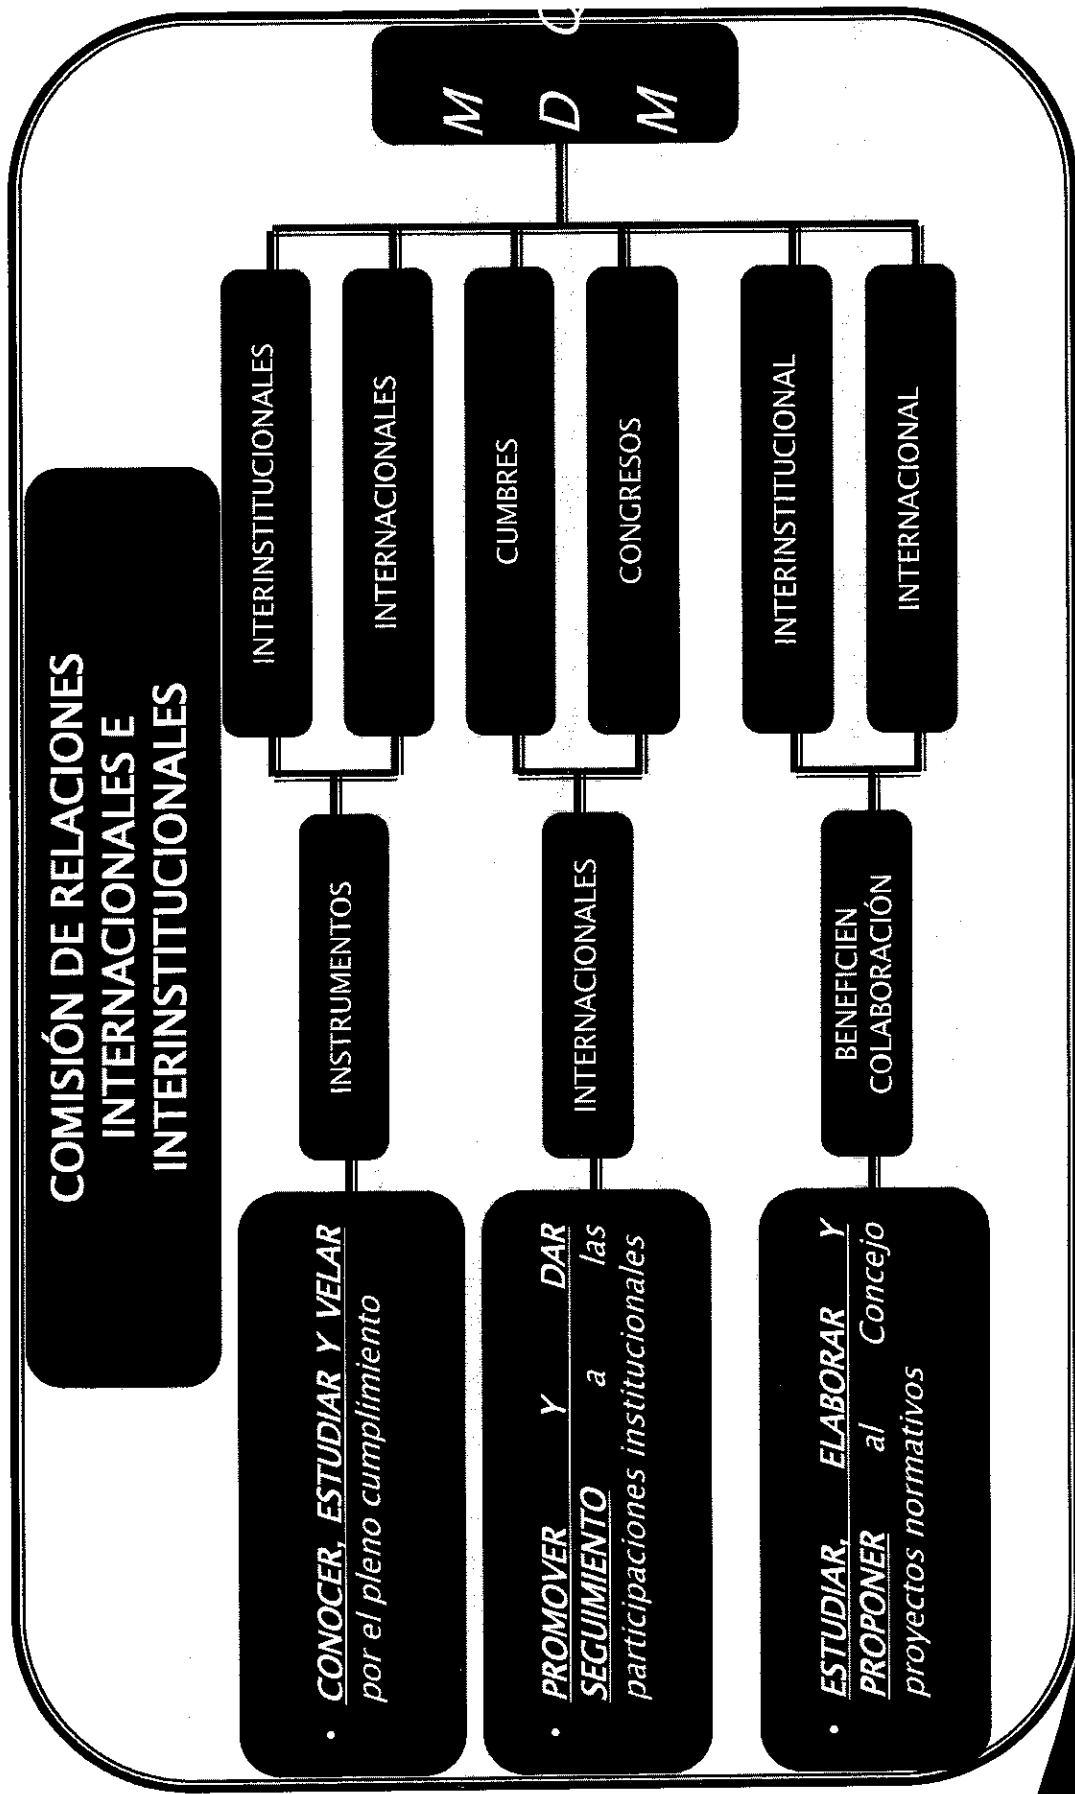 COMISIÓN DE RELACIONES
INTERNACIONALES E
INTERINSTITUCIONALES
• CONOCER, ESTUDIAR Y VELAR
por el pleno cumplimiento
INSTRUMENTOS
INTERINSTITUCIONALES
INTERNACIONALES
• PROMOVER Y DAR
SEGUIMIENTO a las
participaciones institucionales
INTERNACIONALES
CUMBRES
CONGRESOS
• ESTUDIAR, ELABORAR Y
PROPONER al Concejo
proyectos normativos
BENEFICIEN
COLABORACIÓN
INTERINSTITUCIONAL
INTERNACIONAL
M
D Q
M